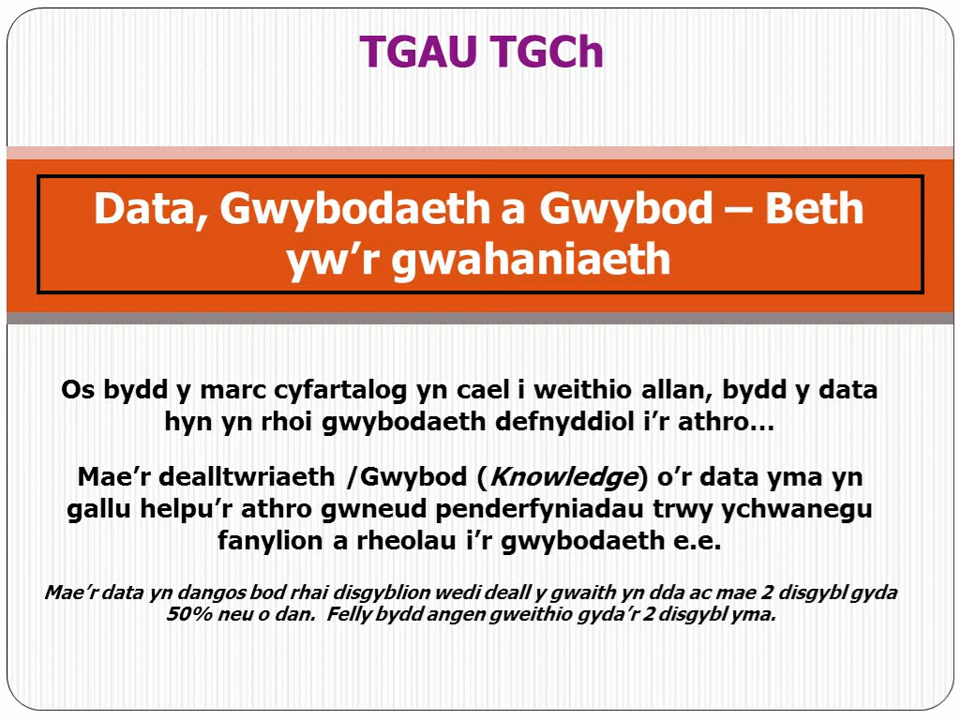 TGAU TGCh
Data, Gwybodaeth a Gwybod – Beth
yw’r gwahaniaeth
Os bydd y marc cyfartalog yn cael i weithio allan, bydd y data
hyn yn rhoi gwybodaeth defnyddiol i’r athro…
Mae’r dealltwriaeth /Gwybod (Knowledge) o’r data yma yn
gallu helpu’r athro gwneud penderfyniadau trwy ychwanegu
fanylion a rheolau i’r gwybodaeth e.e.
Mae’r data yn dangos bod rhai disgyblion wedi deall y gwaith yn dda ac mae 2 disgybl gyda
50% neu o dan. Felly bydd angen gweithio gyda’r 2 disgybl yma.